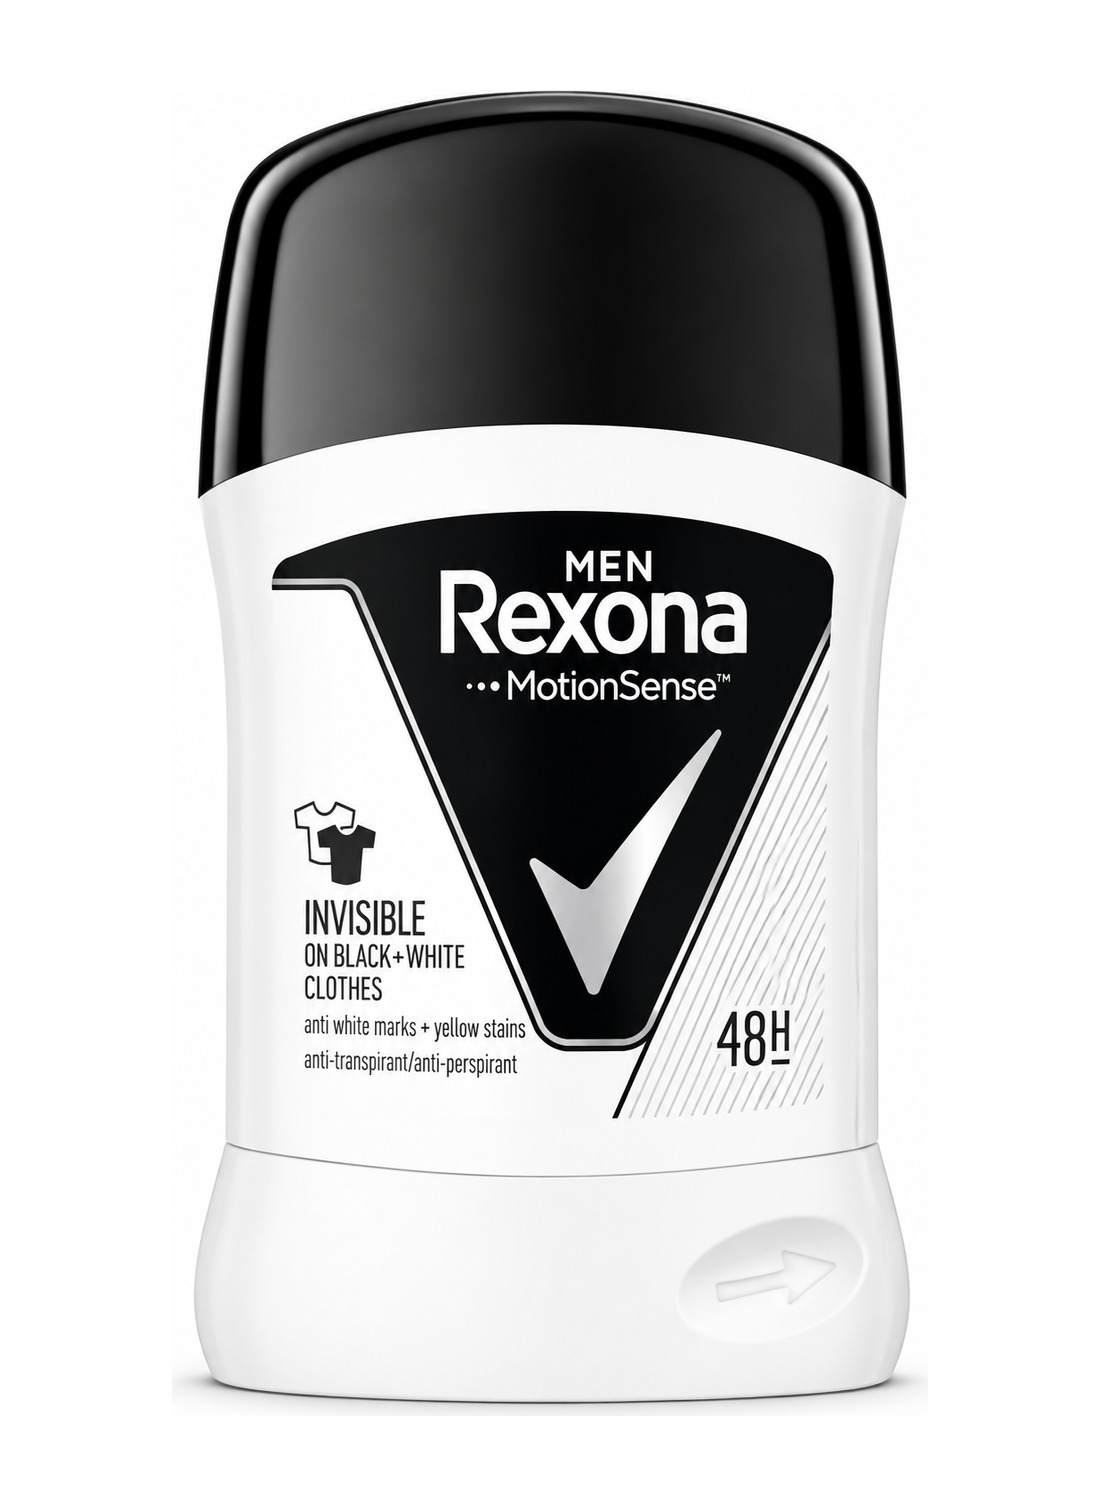 MEN
Rexona
MotionSense™
INVISIBLE
ON BLACK+WHITE
CLOTHES
anti white marks + yellow stains
anti-transpirant/anti-perspirant
48H